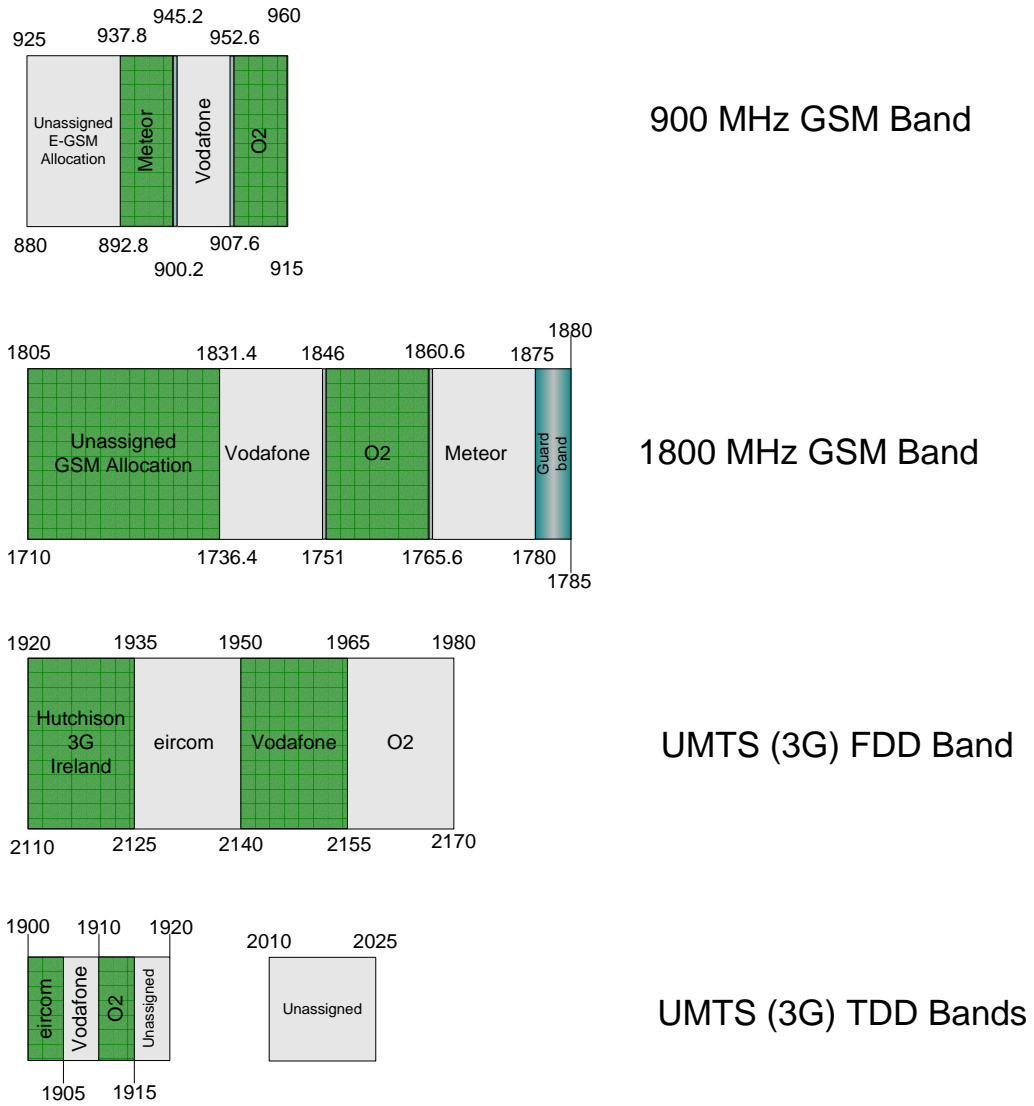 945.2 960
925 937.8 952.6
Unassigned
E-GSM
Allocation
Meteor
Vodafone
O2
900 MHz GSM Band
880 892.8 907.6
900.2 915
1880
1805 1831.4 1846 1860.6 1875
Unassigned
GSM Allocation
Vodafone
O2
Meteor
Guard
band
1800 MHz GSM Band
1710 1736.4 1751 1765.6 1780
1785
1920 1935 1950 1965 1980
Hutchison
3G
Ireland
eircom
Vodafone
O2
UMTS (3G) FDD Band
2110 2125 2140 2155 2170
1900 1910 1920
2010 2025
eircom
Vodafone
O2
Unassigned
Unassigned
UMTS (3G) TDD Bands
1905 1915